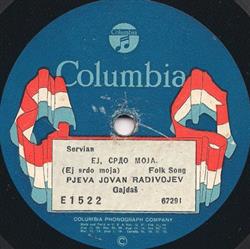 Columbia
Servian
ЕЈ, СРДО МОЈА.
(Ej srdo moja) Folk Song
PJEVA JOVAN RADIVOJEV
Gajdaš
E1522 67291
COLUMBIA PHONOGRAPH COMPANY